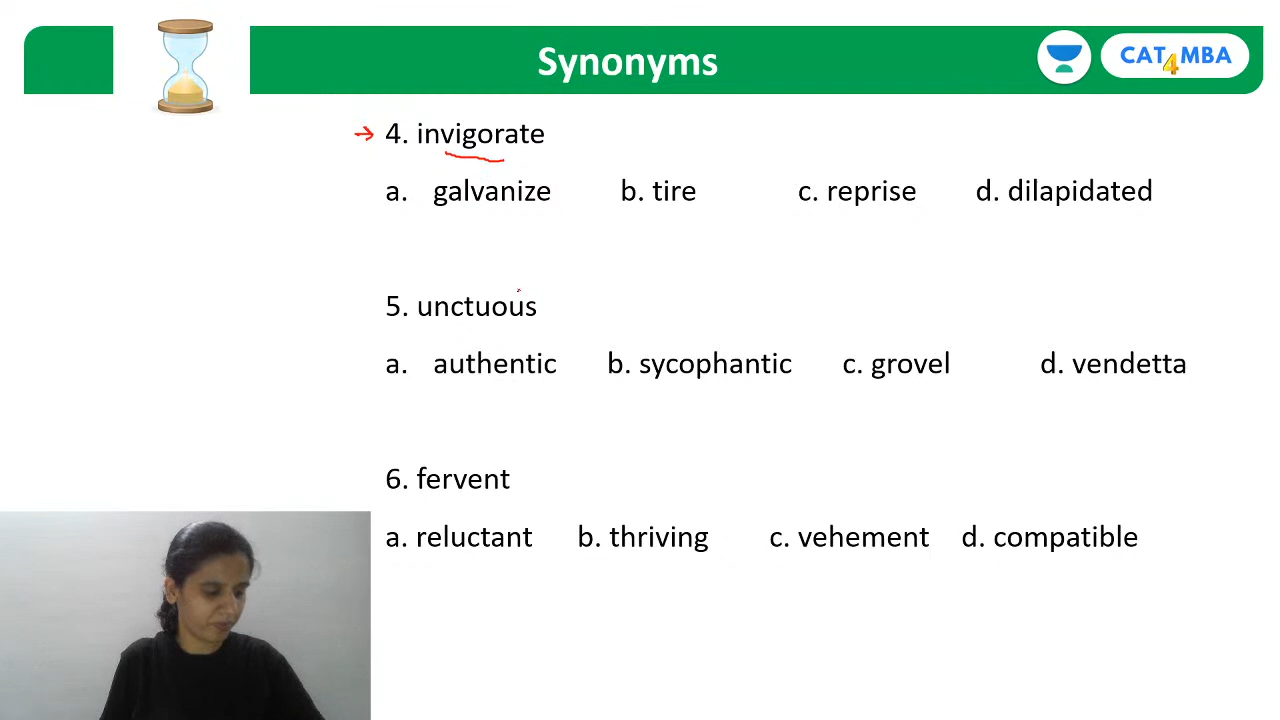 Synonyms
CAT4MBA
4. invigorate
a. galvanize b. tire c. reprise d. dilapidated
5. unctuous
a. authentic b. sycophantic c. grovel d. vendetta
6. fervent
a. reluctant b. thriving c. vehement d. compatible